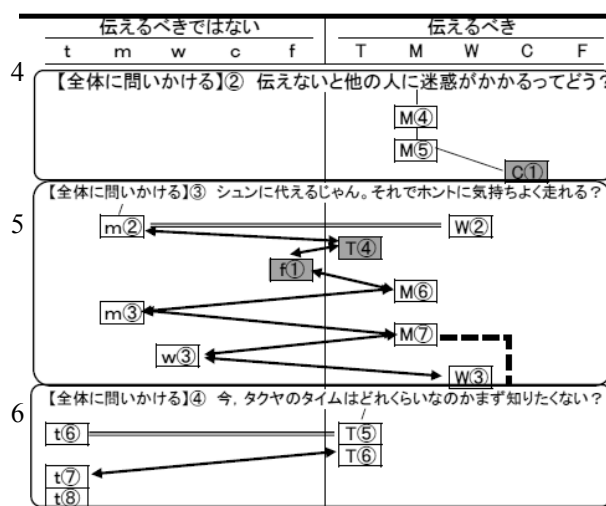 伝えるべきではない 伝えるべき
t m w c f T M W C F
4 【全体に問いかける】② 伝えないと他の人に迷惑がかかるってどう?
M④
M⑤
C①
【全体に問いかける】③ シュンに代えるじゃん。それでホントに気持ちよく走れる?
5 m② W②
T④
f①
M⑥
m③
M⑦
w③
W③
6 【全体に問いかける】④ 今，タクヤのタイムはどれくらいなのかまず知りたくない?
t⑥ T⑤
T⑥
t⑦
t⑧